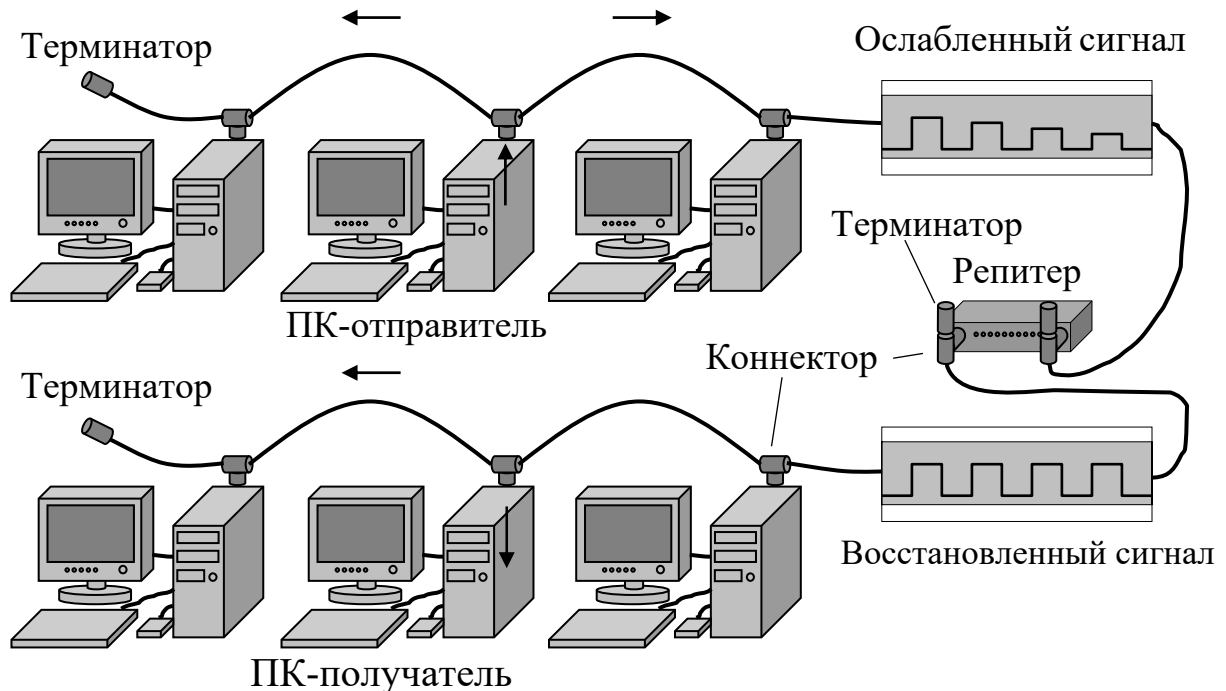 Терминатор
Ослабленный сигнал
Терминатор
Репитер
ПК-отправитель
Коннектор
Терминатор
Восстановленный сигнал
ПК-получатель